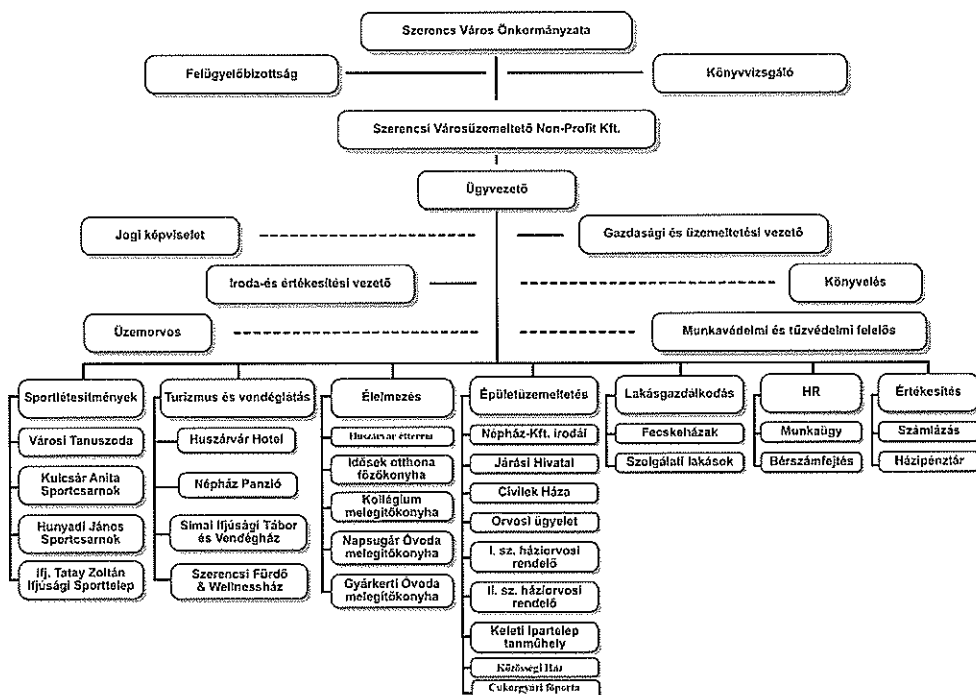 Szerencs Város Önkormányzata
Felügyelőbizottság
Könyvvizsgáló
Szerencsi Városüzemeltető Non-Profit Kft.
Ügyvezető
Jogi képviselet
Gazdasági és üzemeltetési vezető
Iroda-és értékesítési vezető
Könyvelés
Üzemorvos
Munkavédelmi és tűzvédelmi felelős
Sportlétesítmények
Városi Tanuszoda
Kulcsár Anita
Sportcsarnok
Hunyadi János
Sportcsarnok
Ifj. Tatay Zoltán
Ifjúsági Sporttelep
Turizmus és vendéglátás
Huszárvár Hotel
Népház Panzió
Simai Ifjúsági Tábor
és Vendégház
Szerencsi Fürdő
& Wellnessház
Élelmezés
Huszárvár étterem
Idősek otthona
főzőkonyha
Kollégium
melegítőkonyha
Napsugár Óvoda
melegítőkonyha
Gyárkerti Óvoda
melegítőkonyha
Épületüzemeltetés
Népház-Kft. irodái
Járási Hivatal
Civilek Háza
Orvosi ügyelet
I. sz. háziorvosi
rendelő
II. sz. háziorvosi
rendelő
Keleti Ipartelep
tanműhely
Közösségi Ház
Cukorgyári főporta
Lakásgazdálkodás
Fecskeházak
Szolgálati lakások
HR
Munkaügy
Bérszámfejtés
Értékesítés
Számlázás
Házipénztár